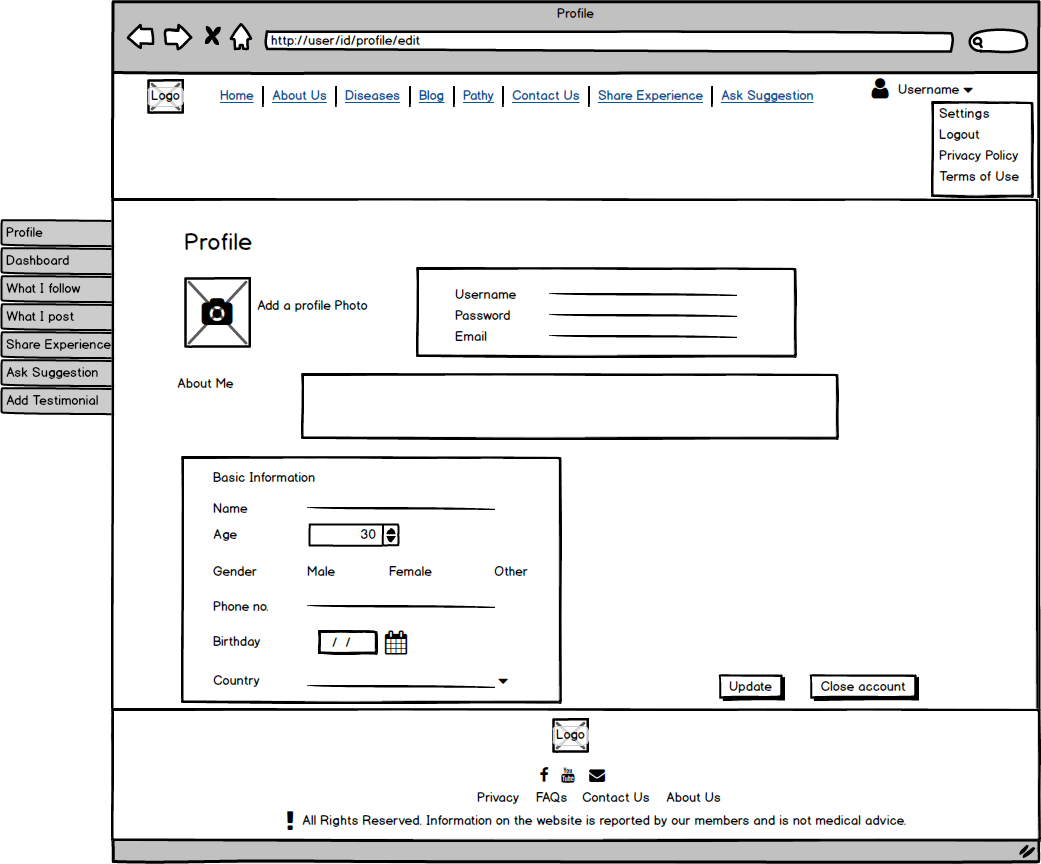 Profile
http://user/id/profile/edit
Logo
Home About Us Diseases Blog Pathy Contact Us Share Experience Ask Suggestion
Username
Settings
Logout
Privacy Policy
Terms of Use
Profile
Dashboard
What I follow
What I post
Share Experience
Ask Suggestion
Add Testimonial
Profile
Add a profile Photo
Username
Password
Email
About Me
Basic Information
Name
Age 30
Gender Male Female Other
Phone no.
Birthday / /
Country
Update Close account
Logo
f You Tube
Privacy FAQs Contact Us About Us
! All Rights Reserved. Information on the website is reported by our members and is not medical advice.